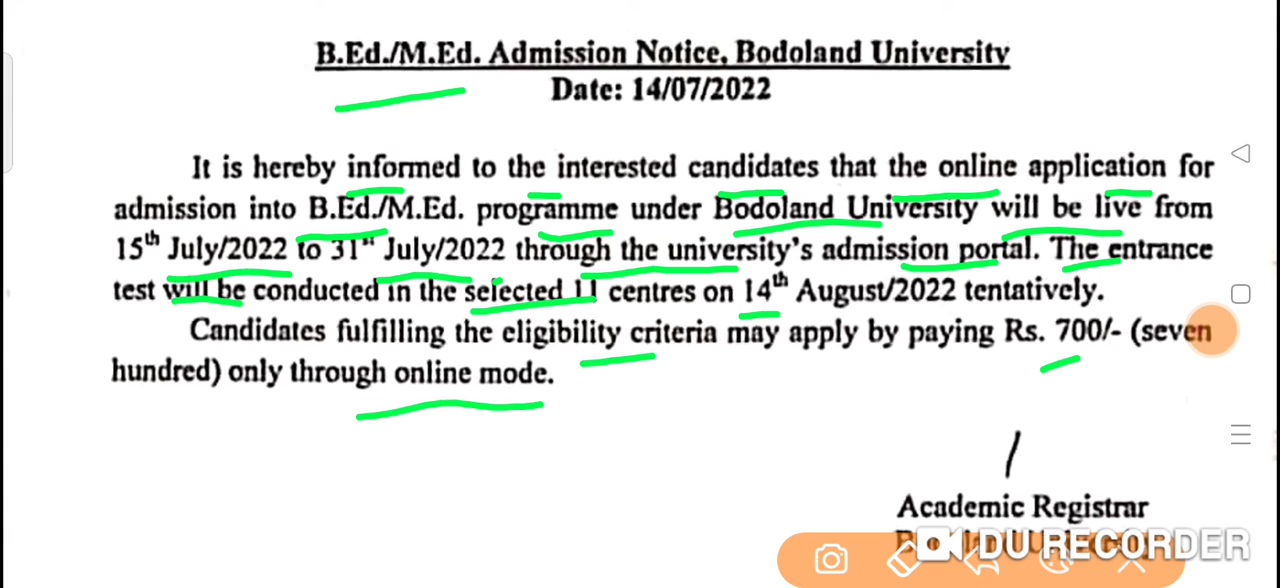 B.Ed./M.Ed. Admission Notice, Bodoland University
Date: 14/07/2022
It is hereby informed to the interested candidates that the online application for
admission into B.Ed./M.Ed. programme under Bodoland University will be live from
15th July/2022 to 31st July/2022 through the university's admission portal. The entrance
test will be conducted in the selected 11 centres on 14th August/2022 tentatively.
Candidates fulfilling the eligibility criteria may apply by paying Rs. 700/- (seven
hundred) only through online mode.
Academic Registrar
DU RECORDER